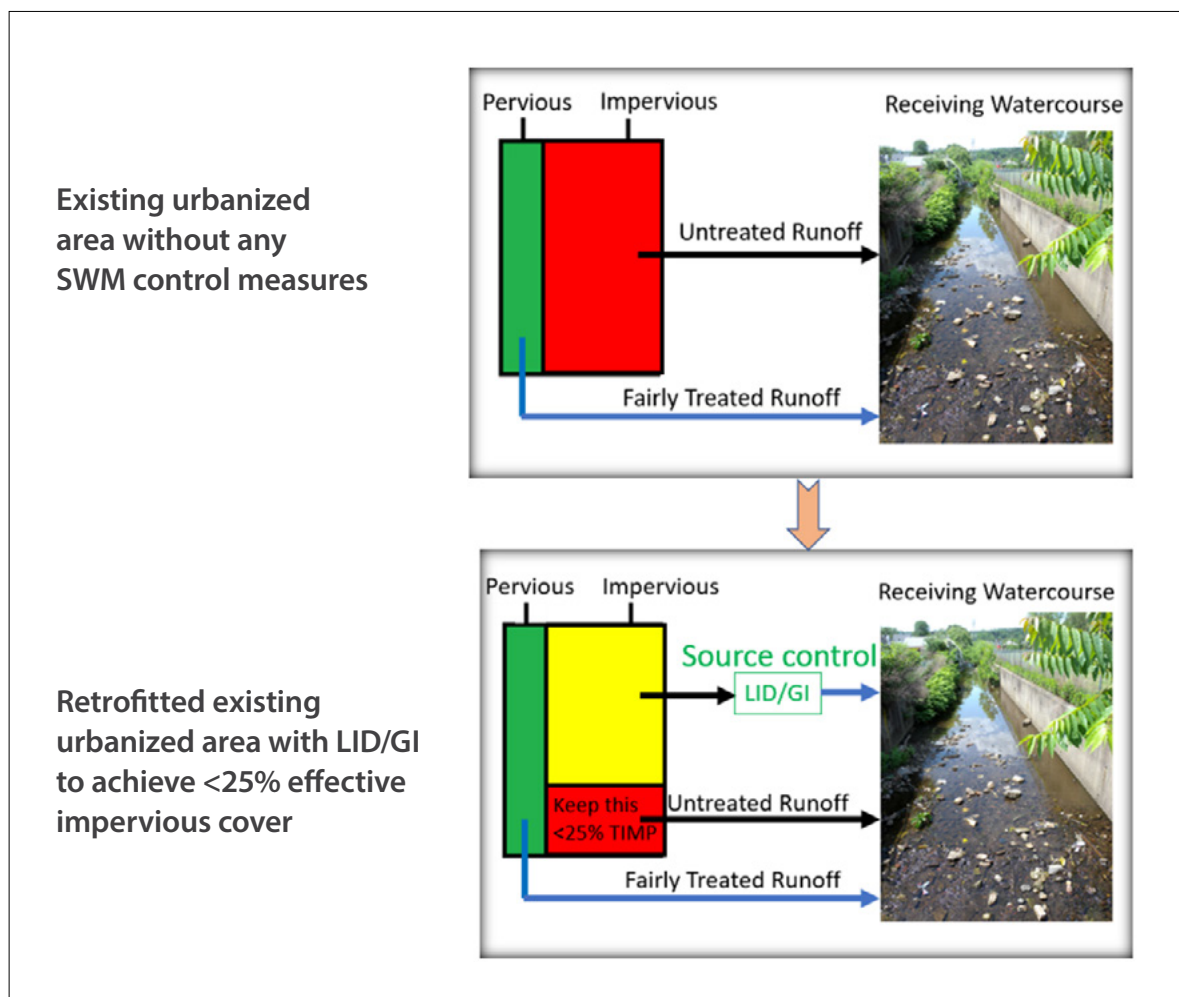 Existing urbanized
area without any
SWM control measures
Pervious
Impervious
Receiving Watercourse
Untreated Runoff
Fairly Treated Runoff
Retrofitted existing
urbanized area with LID/GI
to achieve <25% effective
impervious cover
Pervious
Impervious
Receiving Watercourse
Source control
LID/GI
Keep this
<25% TIMP
Untreated Runoff
Fairly Treated Runoff